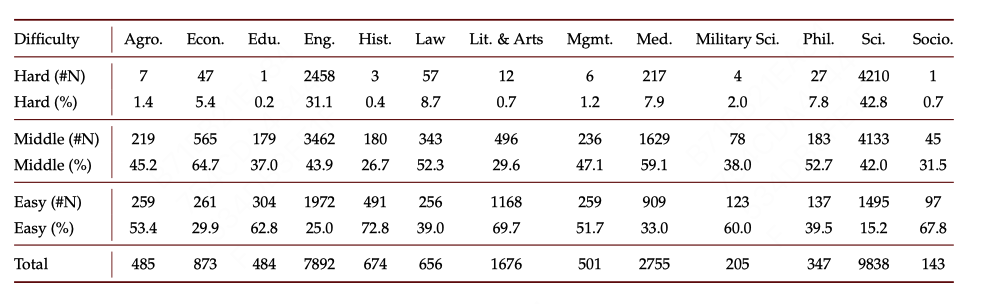 Difficulty Agro. Econ. Edu. Eng. Hist. Law Lit. & Arts Mgmt. Med. Military Sci. Phil. Sci. Socio.
Hard (#N) 7 47 1 2458 3 57 12 6 217 4 27 4210 1
Hard (%) 1.4 5.4 0.2 31.1 0.4 8.7 0.7 1.2 7.9 2.0 7.8 42.8 0.7
Middle (#N) 219 565 179 3462 180 343 496 236 1629 78 183 4133 45
Middle (%) 45.2 64.7 37.0 43.9 26.7 52.3 29.6 47.1 59.1 38.0 52.7 42.0 31.5
Easy (#N) 259 261 304 1972 491 256 1168 259 909 123 137 1495 97
Easy (%) 53.4 29.9 62.8 25.0 72.8 39.0 69.7 51.7 33.0 60.0 39.5 15.2 67.8
Total 485 873 484 7892 674 656 1676 501 2755 205 347 9838 143